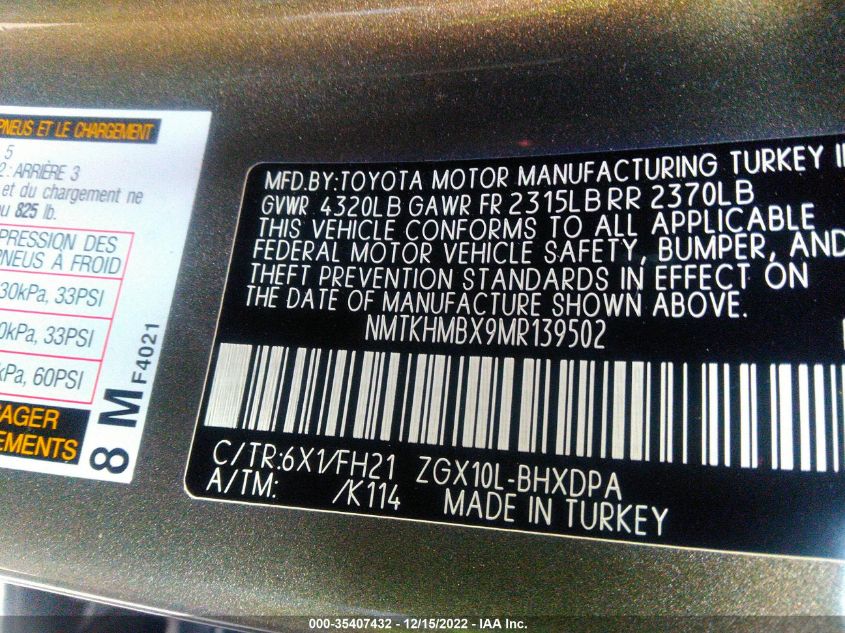 PNEUS ET LE CHARGEMENT
5
2 : ARRIÈRE 3
et du chargement ne
825 lb.
PRESSION DES
PNEUS À FROID
30kPa, 33PSI
0kPa, 33PSI
kPa, 60PSI
8 M F4021
MFD.BY:TOYOTA MOTOR MANUFACTURING TURKEY
GVWR 4320LB GAWR FR 2315LB RR 2370LB
THIS VEHICLE CONFORMS TO ALL APPLICABLE
FEDERAL MOTOR VEHICLE SAFETY, BUMPER, AND
THEFT PREVENTION STANDARDS IN EFFECT ON
THE DATE OF MANUFACTURE SHOWN ABOVE.
NMTKHMBX9MR139502
C/TR:6X1/FH21 ZGX10L-BHXDPA
A/TM: /K114 MADE IN TURKEY
000-35407432 - 12/15/2022 - IAA Inc.